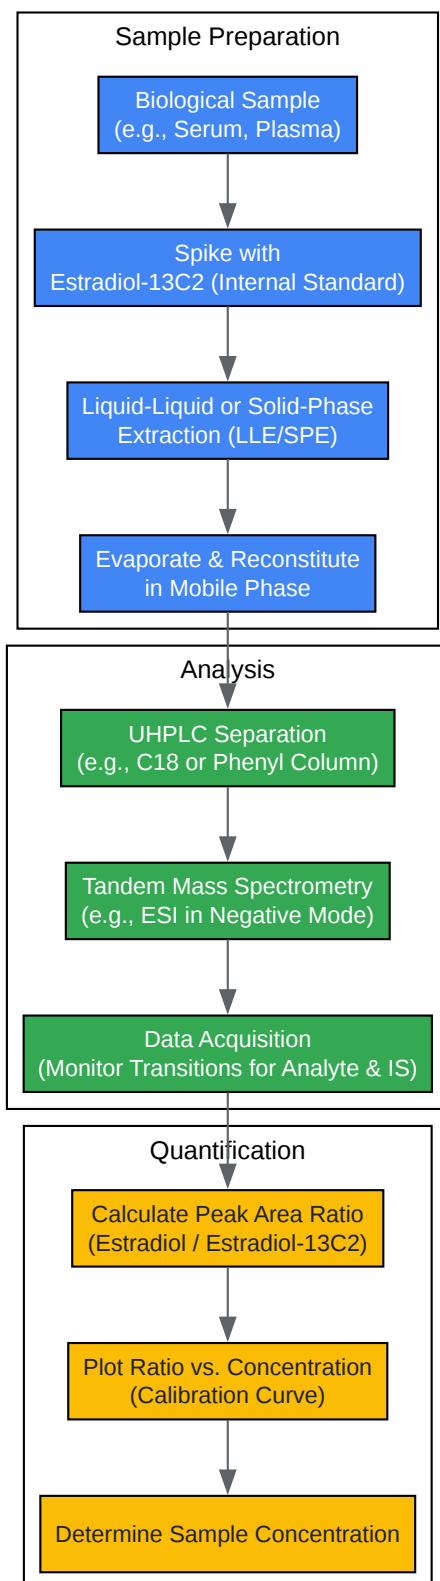 Sample Preparation
Biological Sample
(e.g., Serum, Plasma)
Spike with
Estradiol-13C2 (Internal Standard)
Liquid-Liquid or Solid-Phase
Extraction (LLE/SPE)
Evaporate & Reconstitute
in Mobile Phase
Analysis
UHPLC Separation
(e.g., C18 or Phenyl Column)
Tandem Mass Spectrometry
(e.g., ESI in Negative Mode)
Data Acquisition
(Monitor Transitions for Analyte & IS)
Quantification
Calculate Peak Area Ratio
(Estradiol / Estradiol-13C2)
Plot Ratio vs. Concentration
(Calibration Curve)
Determine Sample Concentration